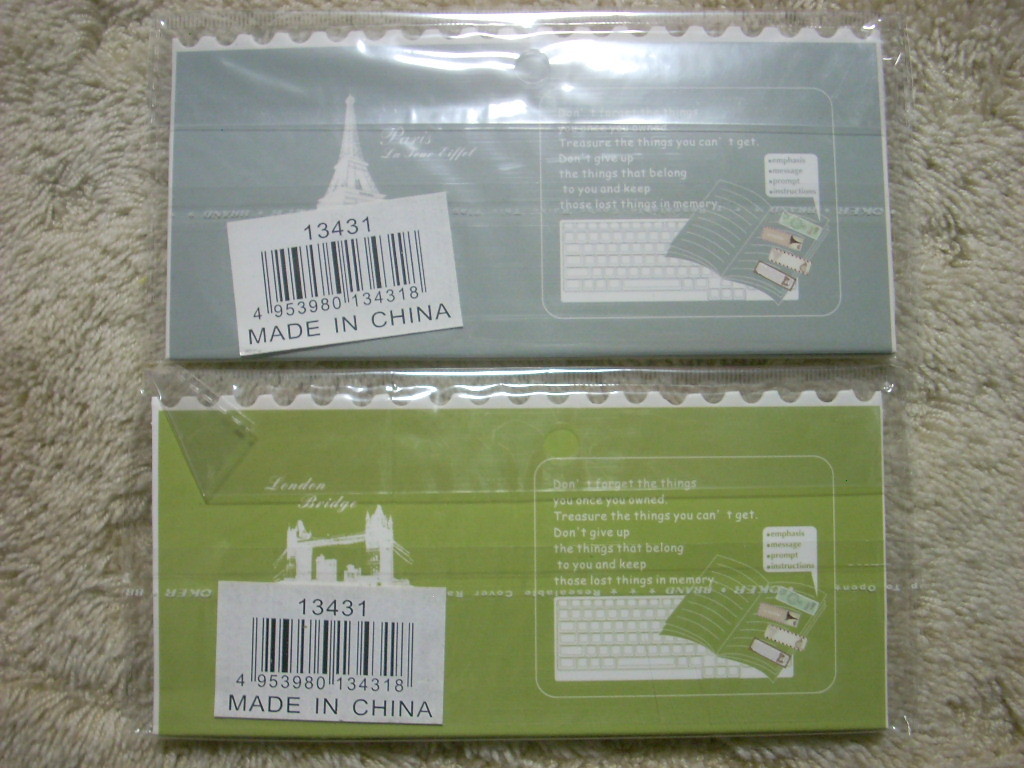 Paris
La Tour Eiffel
Treasure the things you can't get.
Don't give up
the things that belong
to you and keep
those lost things in memory.
•emphasis
•message
•prompt
•instructions
13431
4 953980 134318
MADE IN CHINA
London
Bridge
Don't forget the things
you once you owned.
Treasure the things you can't get.
Don't give up
the things that belong
to you and keep
those lost things in memory
•emphasis
•message
•prompt
•instructions
Resealable Cover
BRAND
OKER
13431
4 953980 134318
MADE IN CHINA